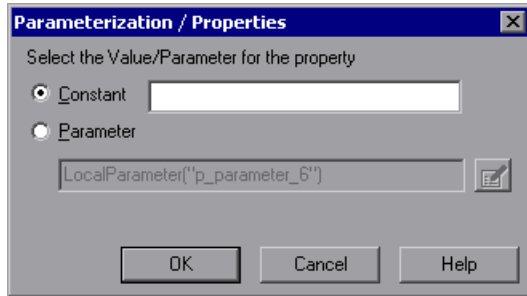 Parameterization / Properties
Select the Value/Parameter for the property
Constant
Parameter
LocalParameter("p_parameter_6")
OK Cancel Help